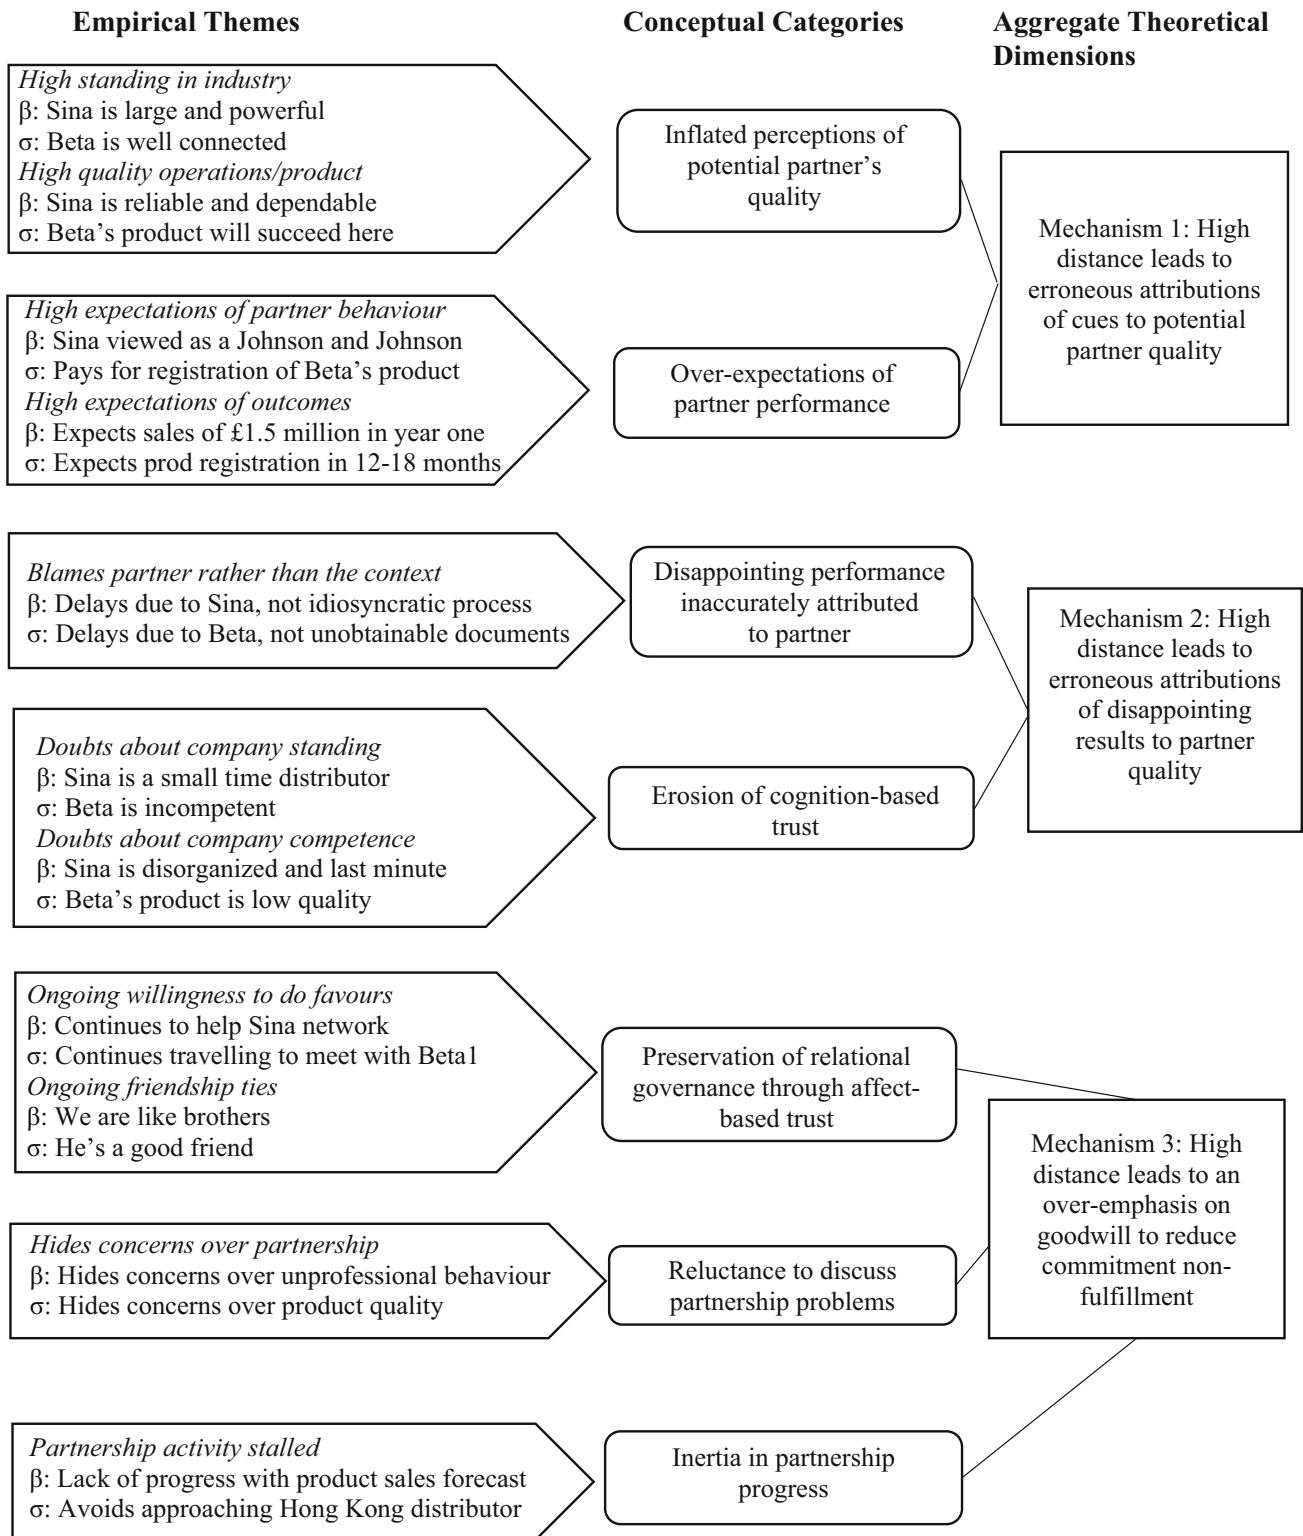 Empirical Themes
Conceptual Categories
Aggregate Theoretical
Dimensions
High standing in industry
β: Sina is large and powerful
σ: Beta is well connected
High quality operations/product
β: Sina is reliable and dependable
σ: Beta’s product will succeed here
Inflated perceptions of
potential partner’s
quality
Mechanism 1: High
distance leads to
erroneous attributions
of cues to potential
partner quality
High expectations of partner behaviour
β: Sina viewed as a Johnson and Johnson
σ: Pays for registration of Beta’s product
High expectations of outcomes
β: Expects sales of £1.5 million in year one
σ: Expects prod registration in 12-18 months
Over-expectations of
partner performance
Blames partner rather than the context
β: Delays due to Sina, not idiosyncratic process
σ: Delays due to Beta, not unobtainable documents
Disappointing performance
inaccurately attributed
to partner
Mechanism 2: High
distance leads to
erroneous attributions
of disappointing
results to partner
quality
Doubts about company standing
β: Sina is a small time distributor
σ: Beta is incompetent
Doubts about company competence
β: Sina is disorganized and last minute
σ: Beta’s product is low quality
Erosion of cognition-based
trust
Ongoing willingness to do favours
β: Continues to help Sina network
σ: Continues travelling to meet with Beta1
Ongoing friendship ties
β: We are like brothers
σ: He’s a good friend
Preservation of relational
governance through affect-
based trust
Mechanism 3: High
distance leads to an
over-emphasis on
goodwill to reduce
commitment non-
fulfillment
Hides concerns over partnership
β: Hides concerns over unprofessional behaviour
σ: Hides concerns over product quality
Reluctance to discuss
partnership problems
Partnership activity stalled
β: Lack of progress with product sales forecast
σ: Avoids approaching Hong Kong distributor
Inertia in partnership
progress